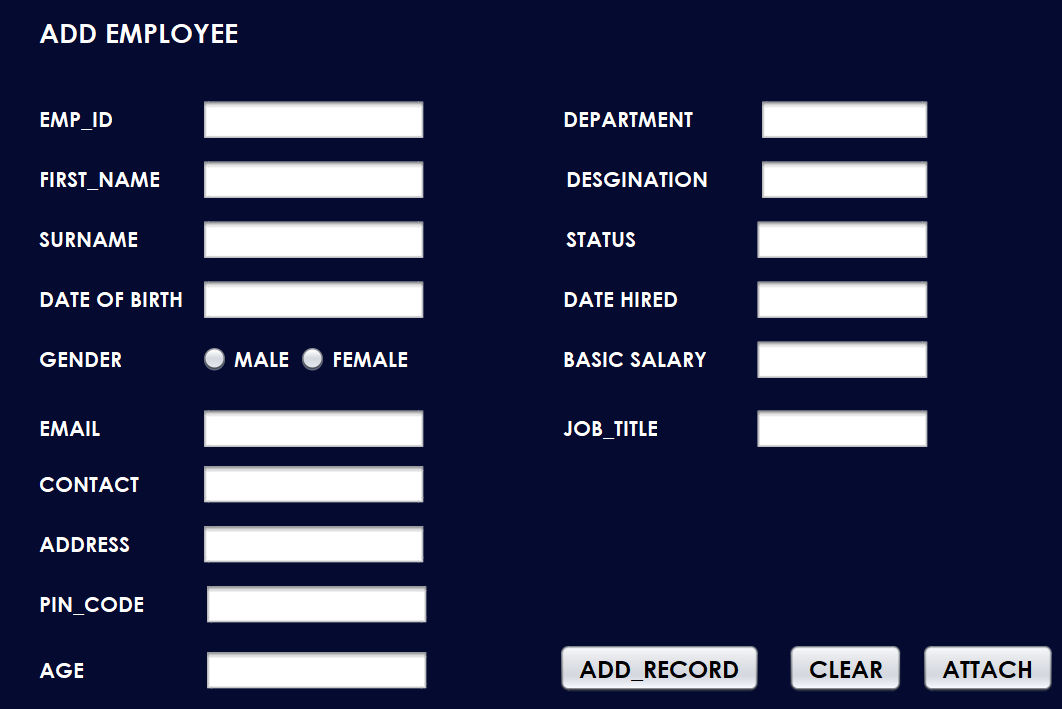 ADD EMPLOYEE
EMP_ID
FIRST_NAME
SURNAME
DATE OF BIRTH
GENDER MALE FEMALE
EMAIL
CONTACT
ADDRESS
PIN_CODE
AGE
DEPARTMENT
DESGINATION
STATUS
DATE HIRED
BASIC SALARY
JOB_TITLE
ADD_RECORD CLEAR ATTACH